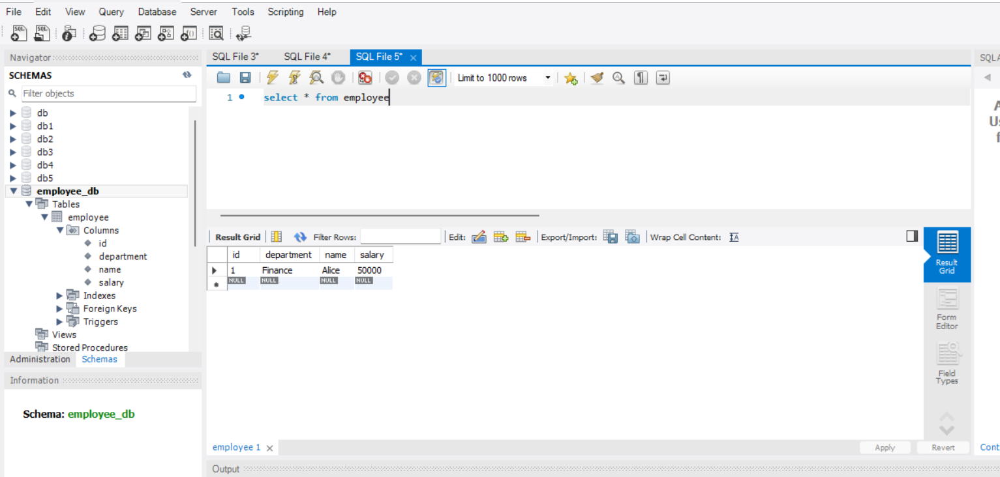 File Edit View Query Database Server Tools Scripting Help
SQL SQL
Navigator
SCHEMAS
Filter objects
db
db1
db2
db3
db4
db5
employee_db
Tables
employee
Columns
id
department
name
salary
Indexes
Foreign Keys
Triggers
Views
Stored Procedures
Administration Schemas
Information
Schema: employee_db
SQL File 3* SQL File 4* SQL File 5*
Limit to 1000 rows
1 select * from employee
Result Grid Filter Rows: Edit: Export/Import: Wrap Cell Content:
id department name salary
1 Finance Alice 50000
NULL NULL NULL NULL
Result
Grid
Form
Editor
Field
Types
employee 1
Apply Revert
Output